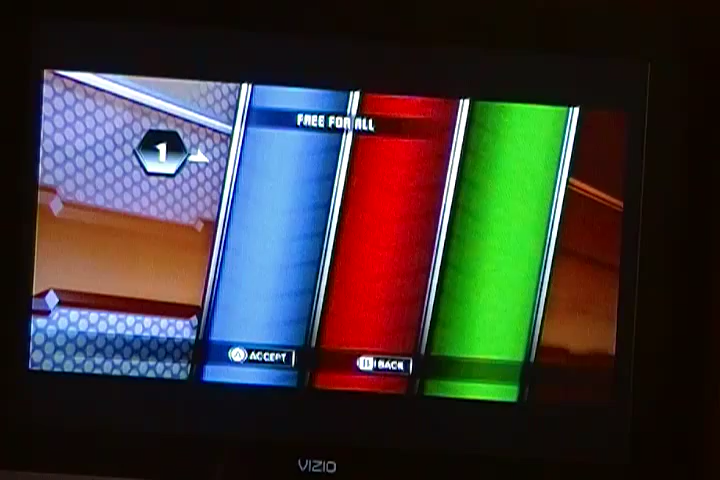 FREE FOR ALL
1
A ACCEPT
B BACK
VIZIO